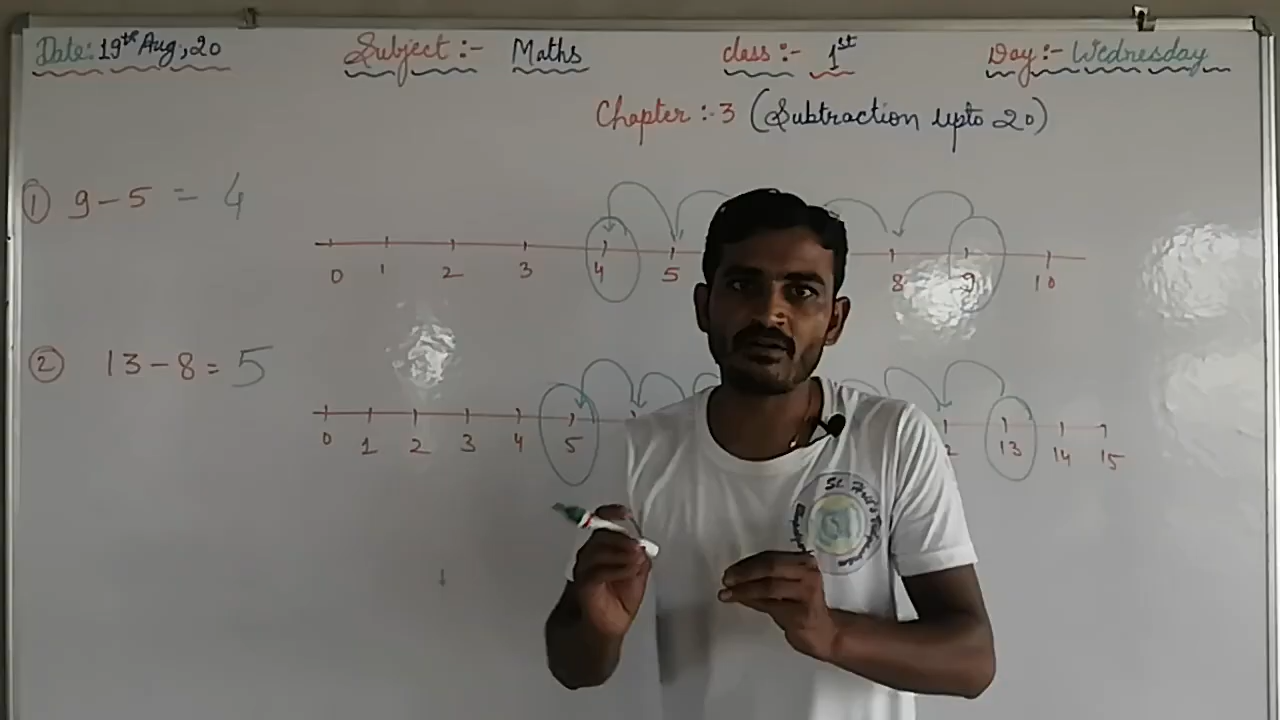 Date: 19th Aug, 20 Subject :- Maths class :- 1st Day :- Wednesday
Chapter :- 3 (Subtraction upto 20)
① 9 - 5 = 4
0 1 2 3 4 5 8 9 10
② 13 - 8 = 5
0 1 2 3 4 5 2 13 14 15